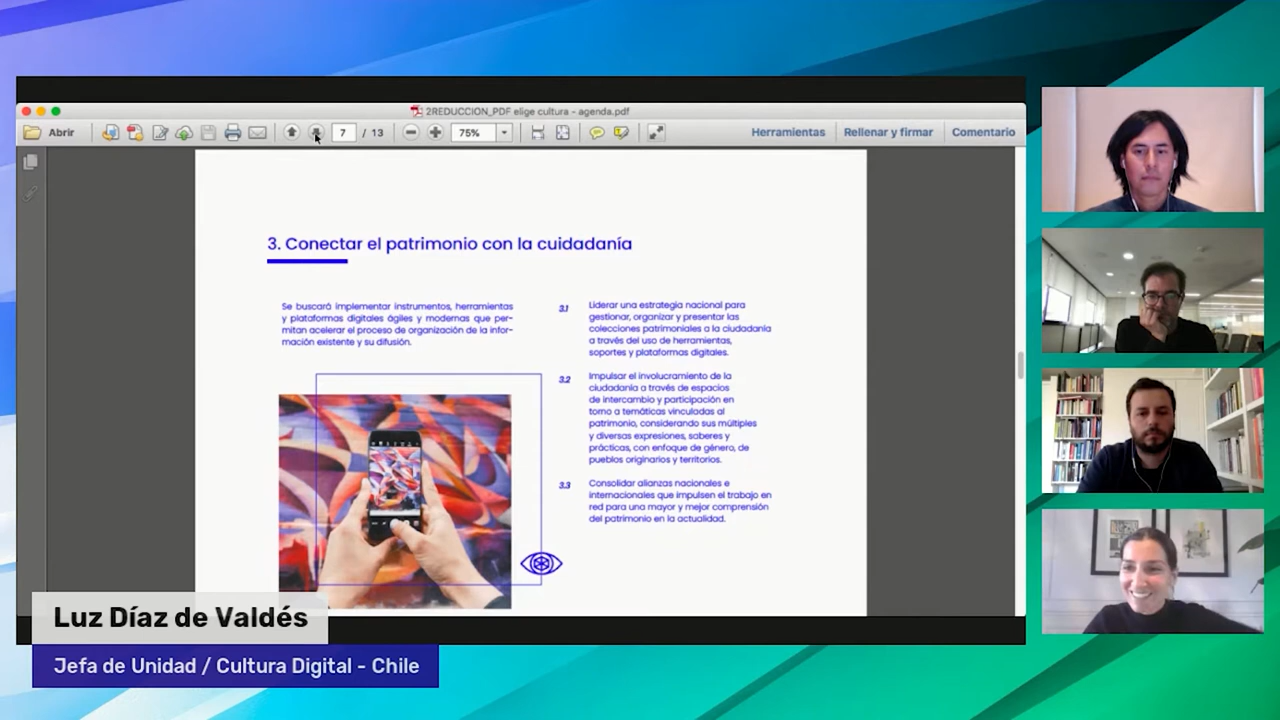 2REDUCCION_PDF elige cultura - agenda.pdf
Abrir
7 / 13
75%
Herramientas
Rellenar y firmar
Comentario
3. Conectar el patrimonio con la cuidadanía
Se buscará implementar instrumentos, herramientas
y plataformas digitales ágiles y modernas que per-
mitan acelerar el proceso de organización de la infor-
mación existente y su difusión.
3.1
Liderar una estrategia nacional para
gestionar, organizar y presentar las
colecciones patrimoniales a la ciudadanía
a través del uso de herramientas,
soportes y plataformas digitales.
3.2
Impulsar el involucramiento de la
ciudadanía a través de espacios
de intercambio y participación en
torno a temáticas vinculadas al
patrimonio, considerando sus múltiples
y diversas expresiones, saberes y
prácticas, con enfoque de género, de
pueblos originarios y territorios.
3.3
Consolidar alianzas nacionales e
internacionales que impulsen el trabajo en
red para una mayor y mejor comprensión
del patrimonio en la actualidad.
Luz Díaz de Valdés
Jefa de Unidad / Cultura Digital - Chile